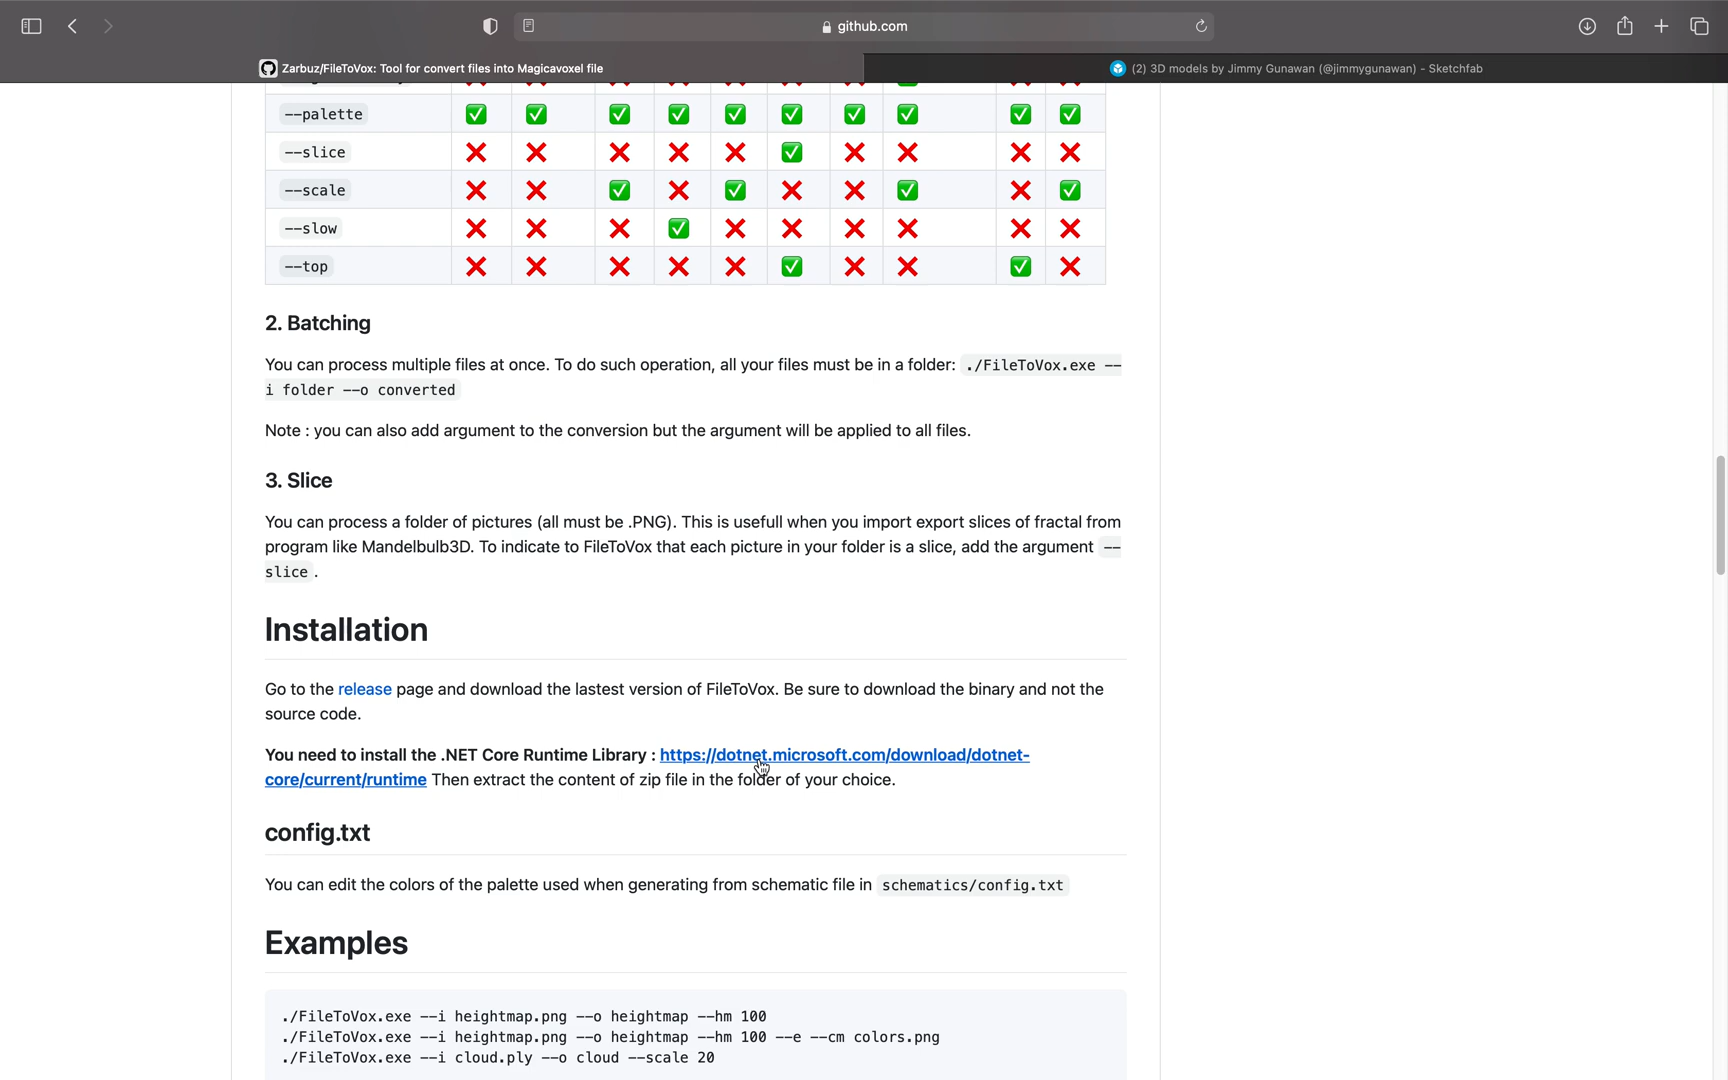 github.com
Zarbuz/FileToVox: Tool for convert files into Magicavoxel file
(2) 3D models by Jimmy Gunawan (@jimmygunawan) - Sketchfab
--palette
--slice
--scale
--slow
--top
2. Batching
You can process multiple files at once. To do such operation, all your files must be in a folder: ./FileToVox.exe --
i folder --o converted
Note : you can also add argument to the conversion but the argument will be applied to all files.
3. Slice
You can process a folder of pictures (all must be .PNG). This is usefull when you import export slices of fractal from
program like Mandelbulb3D. To indicate to FileToVox that each picture in your folder is a slice, add the argument --
slice .
Installation
Go to the release page and download the lastest version of FileToVox. Be sure to download the binary and not the
source code.
You need to install the .NET Core Runtime Library : https://dotnet.microsoft.com/download/dotnet-
core/current/runtime Then extract the content of zip file in the folder of your choice.
config.txt
You can edit the colors of the palette used when generating from schematic file in schematics/config.txt
Examples
./FileToVox.exe --i heightmap.png --o heightmap --hm 100
./FileToVox.exe --i heightmap.png --o heightmap --hm 100 --e --cm colors.png
./FileToVox.exe --i cloud.ply --o cloud --scale 20